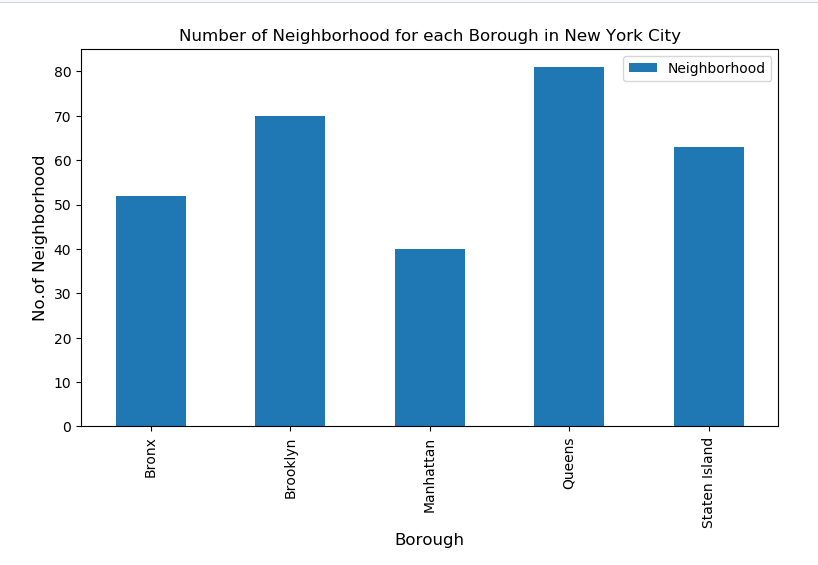 Number of Neighborhood for each Borough in New York City
Neighborhood
No.of Neighborhood
80
70
60
50
40
30
20
10
0
Bronx
Brooklyn
Manhattan
Queens
Staten Island
Borough